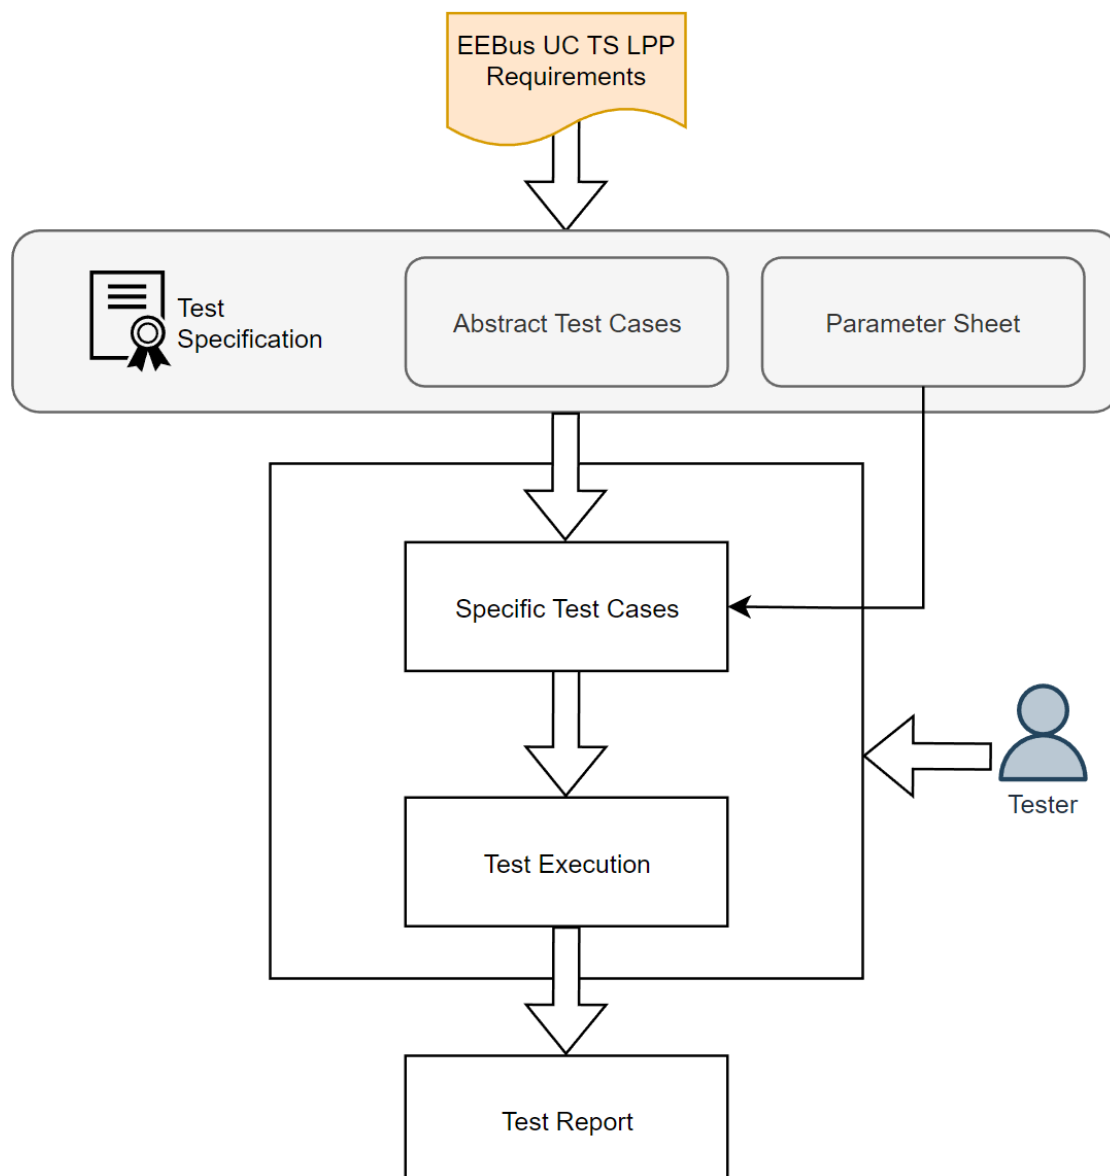 EEBus UC TS LPP
Requirements
Test
Specification
Abstract Test Cases
Parameter Sheet
Specific Test Cases
Tester
Test Execution
Test Report